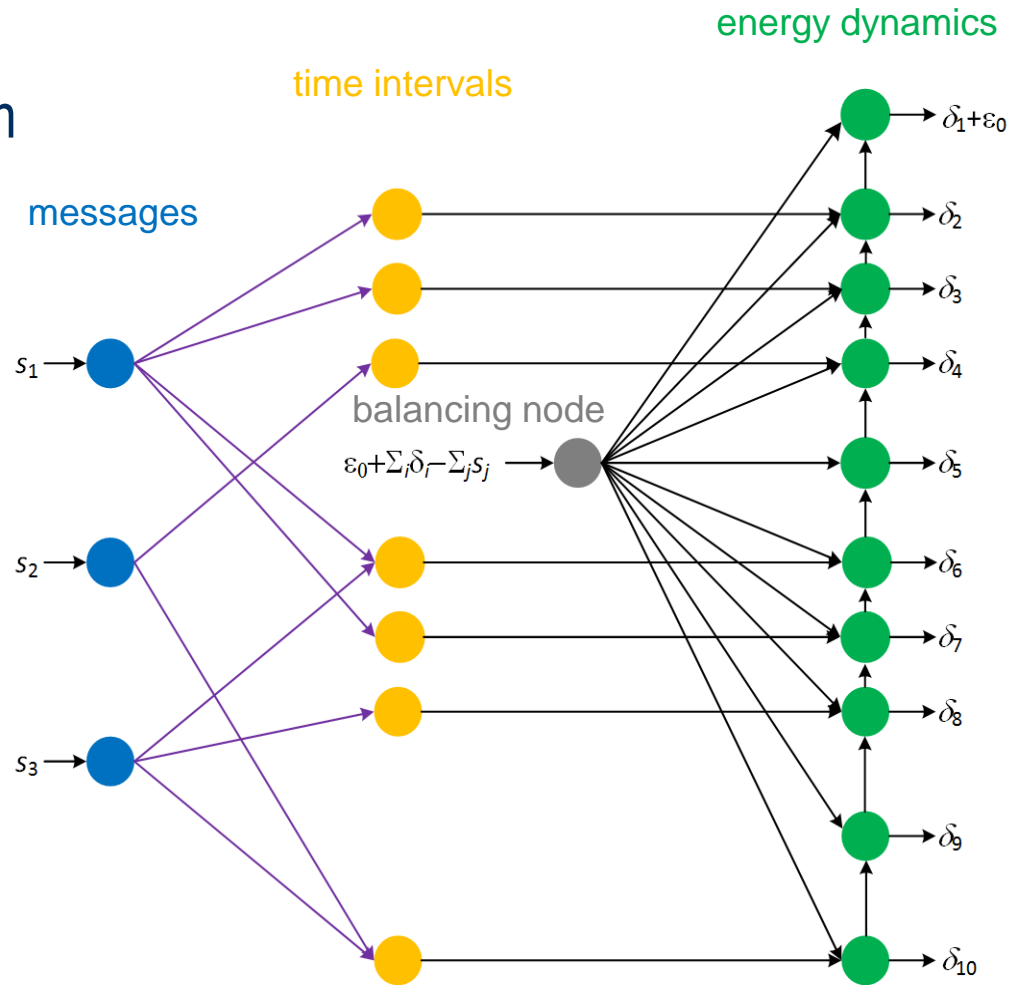 energy dynamics
time intervals
n
δ₁+ε₀
messages
δ₂
δ₃
s₁
δ₄
balancing node
ε₀+Σᵢδᵢ−Σⱼsⱼ
δ₅
s₂
δ₆
δ₇
δ₈
s₃
δ₉
δ₁₀